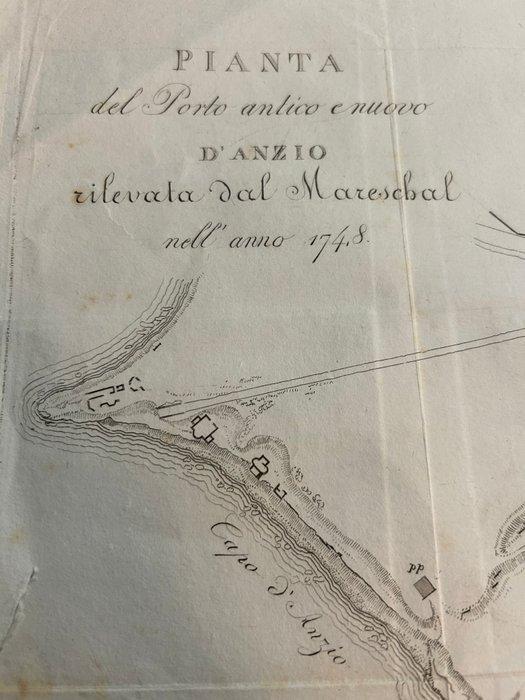 PIANTA
del Porto antico e nuovo
D'ANZIO
rilevata dal Mareschal
nell' anno 1748.
Capo d'Anzio
pp